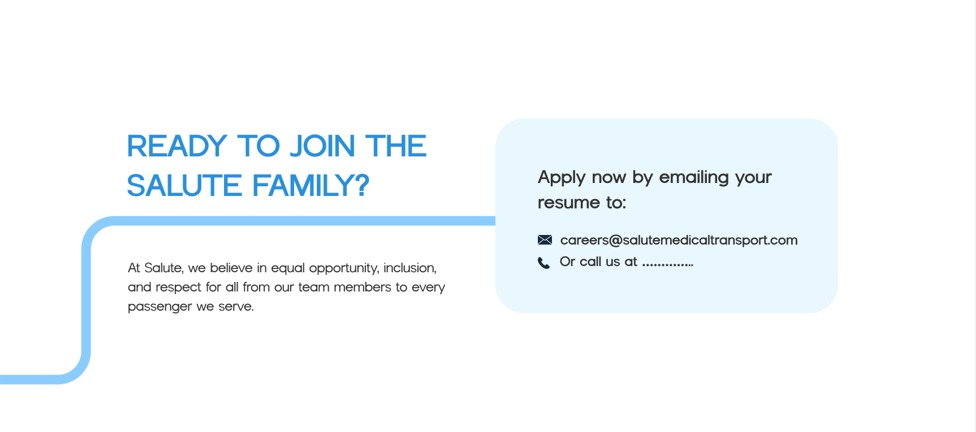 READY TO JOIN THE
SALUTE FAMILY?
At Salute, we believe in equal opportunity, inclusion,
and respect for all from our team members to every
passenger we serve.
Apply now by emailing your
resume to:
careers@salutemedicaltransport.com
Or call us at ..............